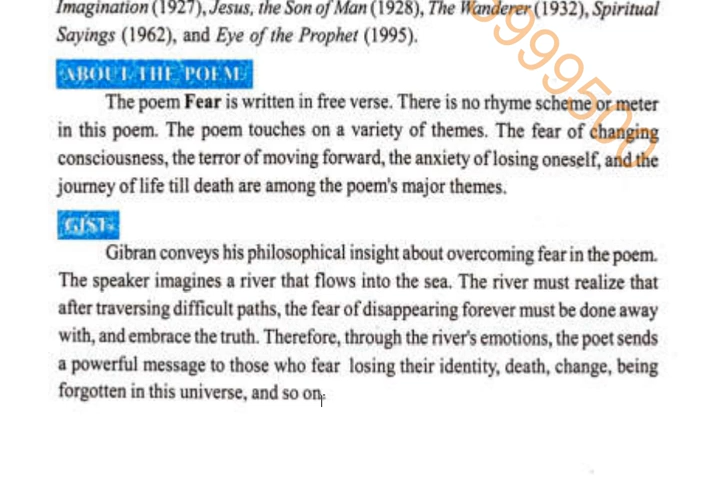 Imagination (1927), Jesus, the Son of Man (1928), The Wanderer (1932), Spiritual
Sayings (1962), and Eye of the Prophet (1995).
ABOUT THE POEM
The poem Fear is written in free verse. There is no rhyme scheme or meter
in this poem. The poem touches on a variety of themes. The fear of changing
consciousness, the terror of moving forward, the anxiety of losing oneself, and the
journey of life till death are among the poem's major themes.
GIST:
Gibran conveys his philosophical insight about overcoming fear in the poem.
The speaker imagines a river that flows into the sea. The river must realize that
after traversing difficult paths, the fear of disappearing forever must be done away
with, and embrace the truth. Therefore, through the river's emotions, the poet sends
a powerful message to those who fear losing their identity, death, change, being
forgotten in this universe, and so on.